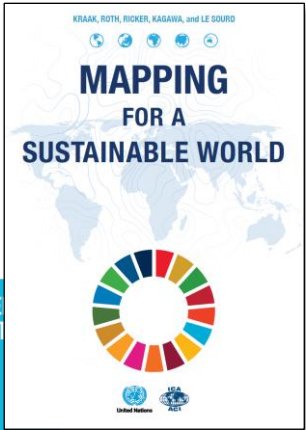 KRAAK, ROTH, RICKER, KAGAWA, and LE SOURD
MAPPING
FOR A
SUSTAINABLE WORLD
United Nations
ICA
ACI